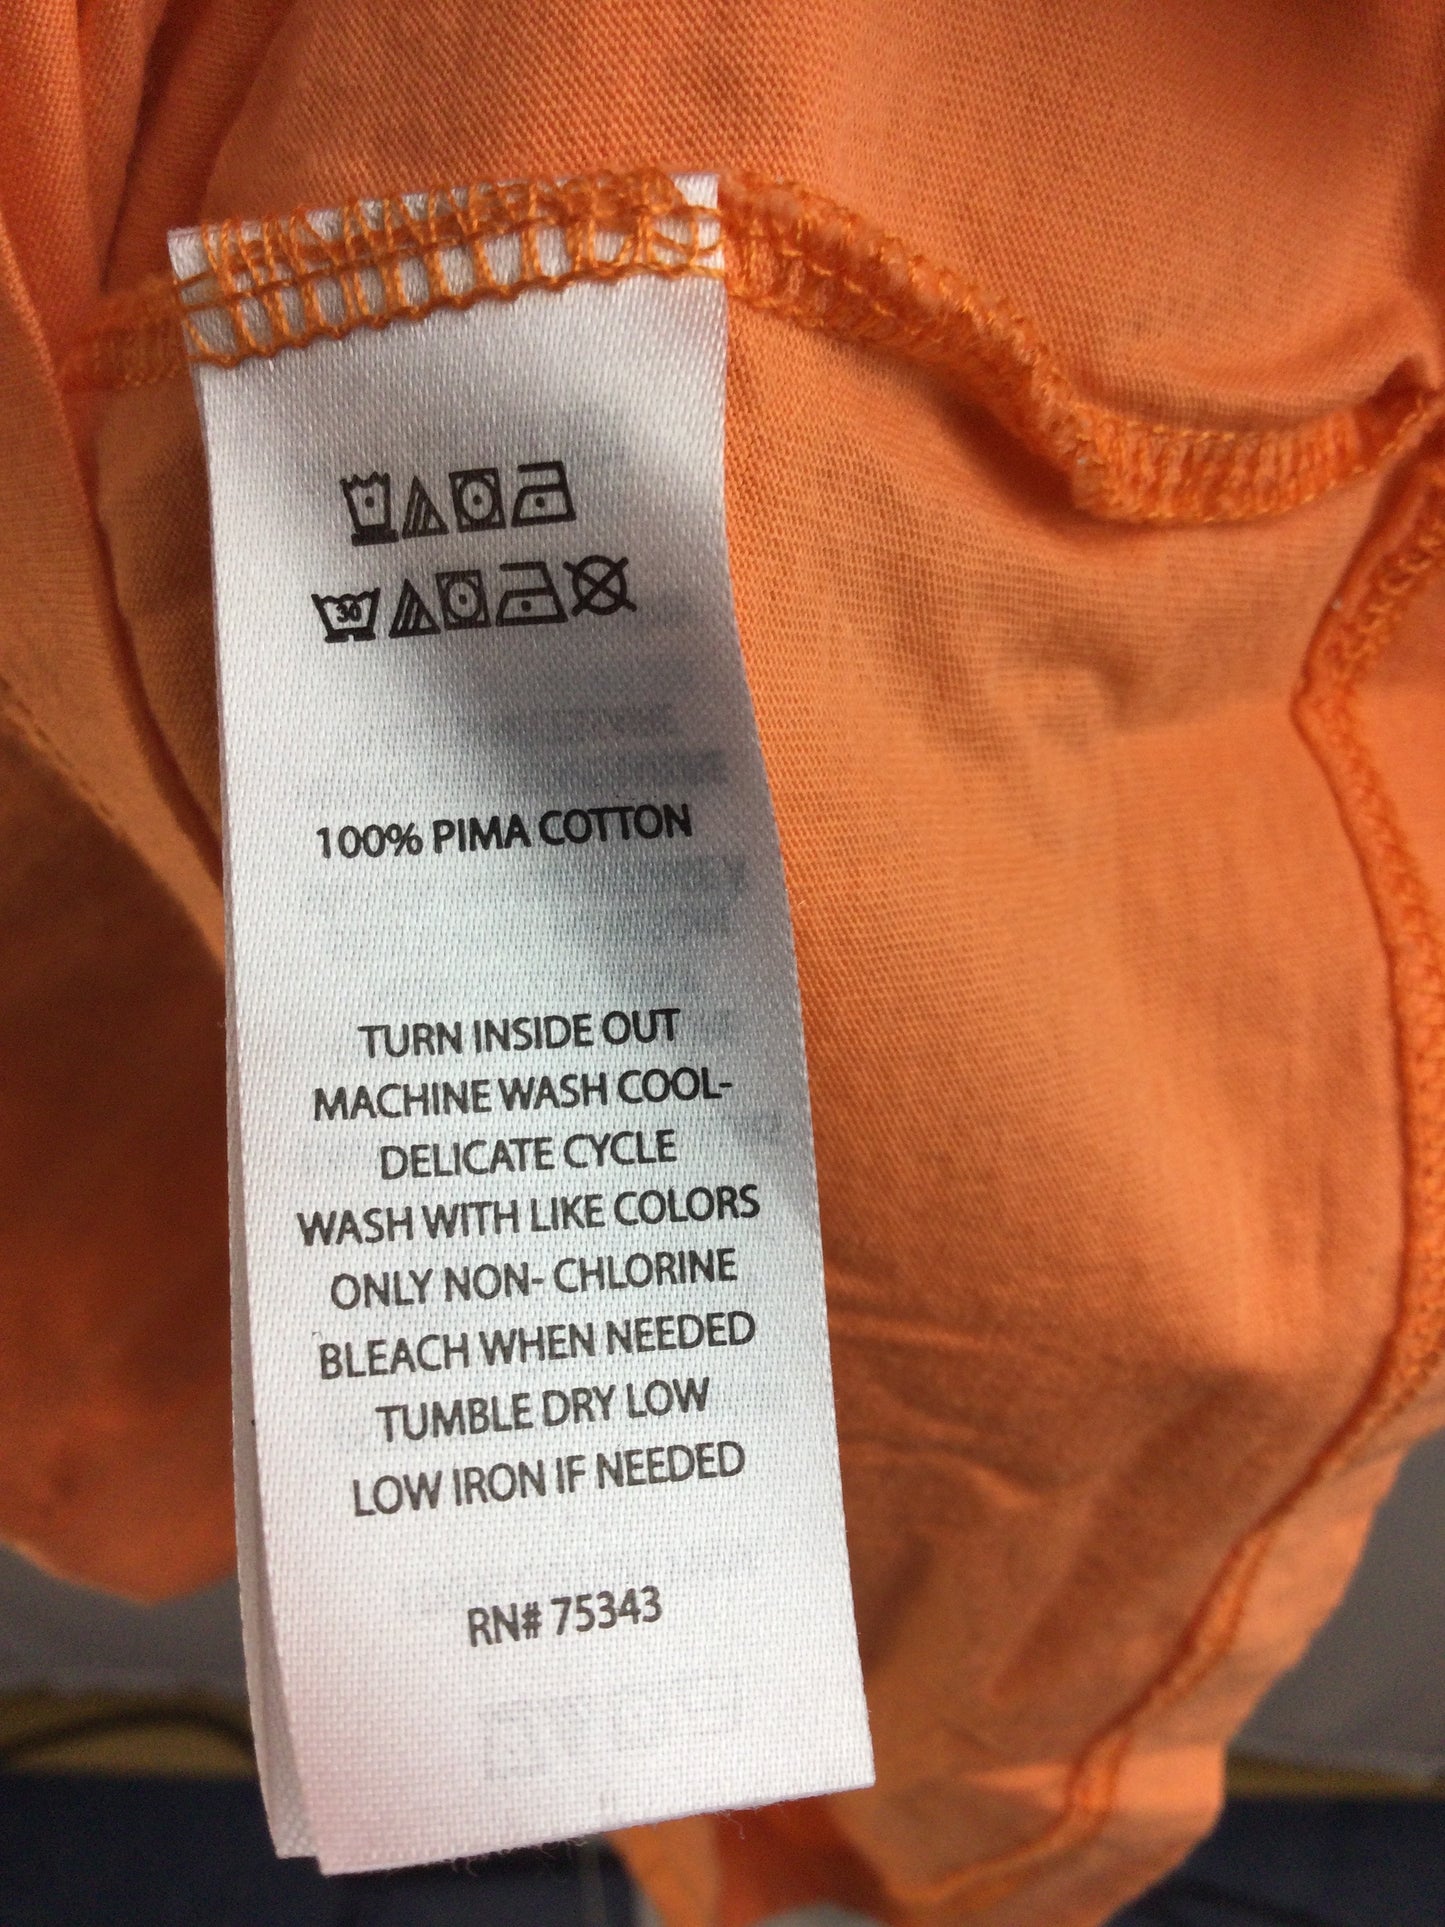 30
100% PIMA COTTON
TURN INSIDE OUT
MACHINE WASH COOL-
DELICATE CYCLE
WASH WITH LIKE COLORS
ONLY NON- CHLORINE
BLEACH WHEN NEEDED
TUMBLE DRY LOW
LOW IRON IF NEEDED
RN# 75343